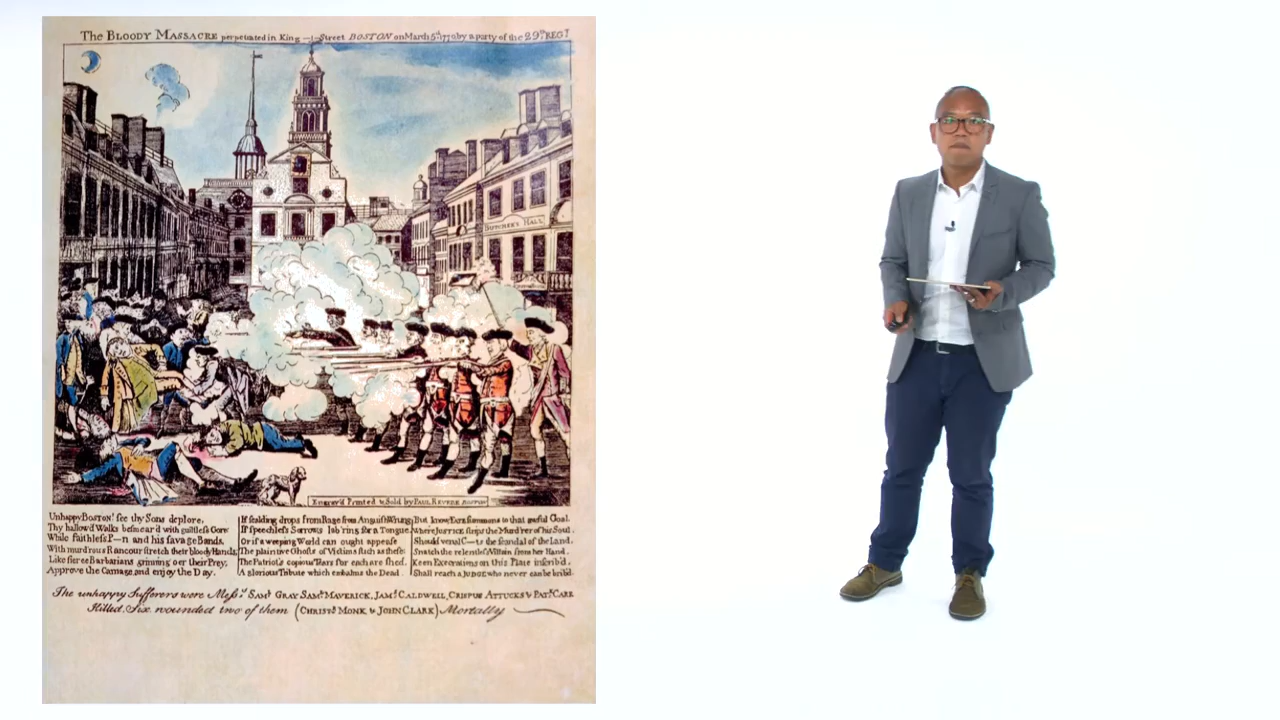 The BLOODY MASSACRE perpetuated in King —1— Street BOSTON on March 5th 1770 by a party of the 29th REGT
BUTCHER'S HALL
Engrav'd Printed & Sold by PAUL REVERE BOSTON
Unhappy BOSTON! see thy Sons deplore,
Thy hallow'd Walks besmear'd with guiltless Gore:
While faithless P—n and his savage Bands,
With murd'rous Rancour stretch their bloody Hands;
Like fierce Barbarians grinning o'er their Prey,
Approve the Carnage, and enjoy the Day.
If scalding drops from Rage from Anguish Wrung
If speechless Sorrows lab'ring for a Tongue,
Or if a weeping World can ought appease
The plaintive Ghosts of Victims such as these:
The Patriot's copious Tears for each are shed,
A glorious Tribute which embalms the Dead.
But know, Fate summons to that awful Goal.
Where JUSTICE strips the Murd'rer of his Soul.
Should venal C—ts the scandal of the Land.
Snatch the relentless Villain from her Hand.
Keen Execrations on this Plate inscrib'd.
Shall reach a JUDGE who never can be brib'd.
The unhappy Sufferers were Messrs SAML GRAY SAML MAVERICK, JAMS CALDWELL, CRISPUS ATTUCKS & PATK CARR
Killed. Six wounded two of them (CHRISTR MONK & JOHN CLARK) Mortally